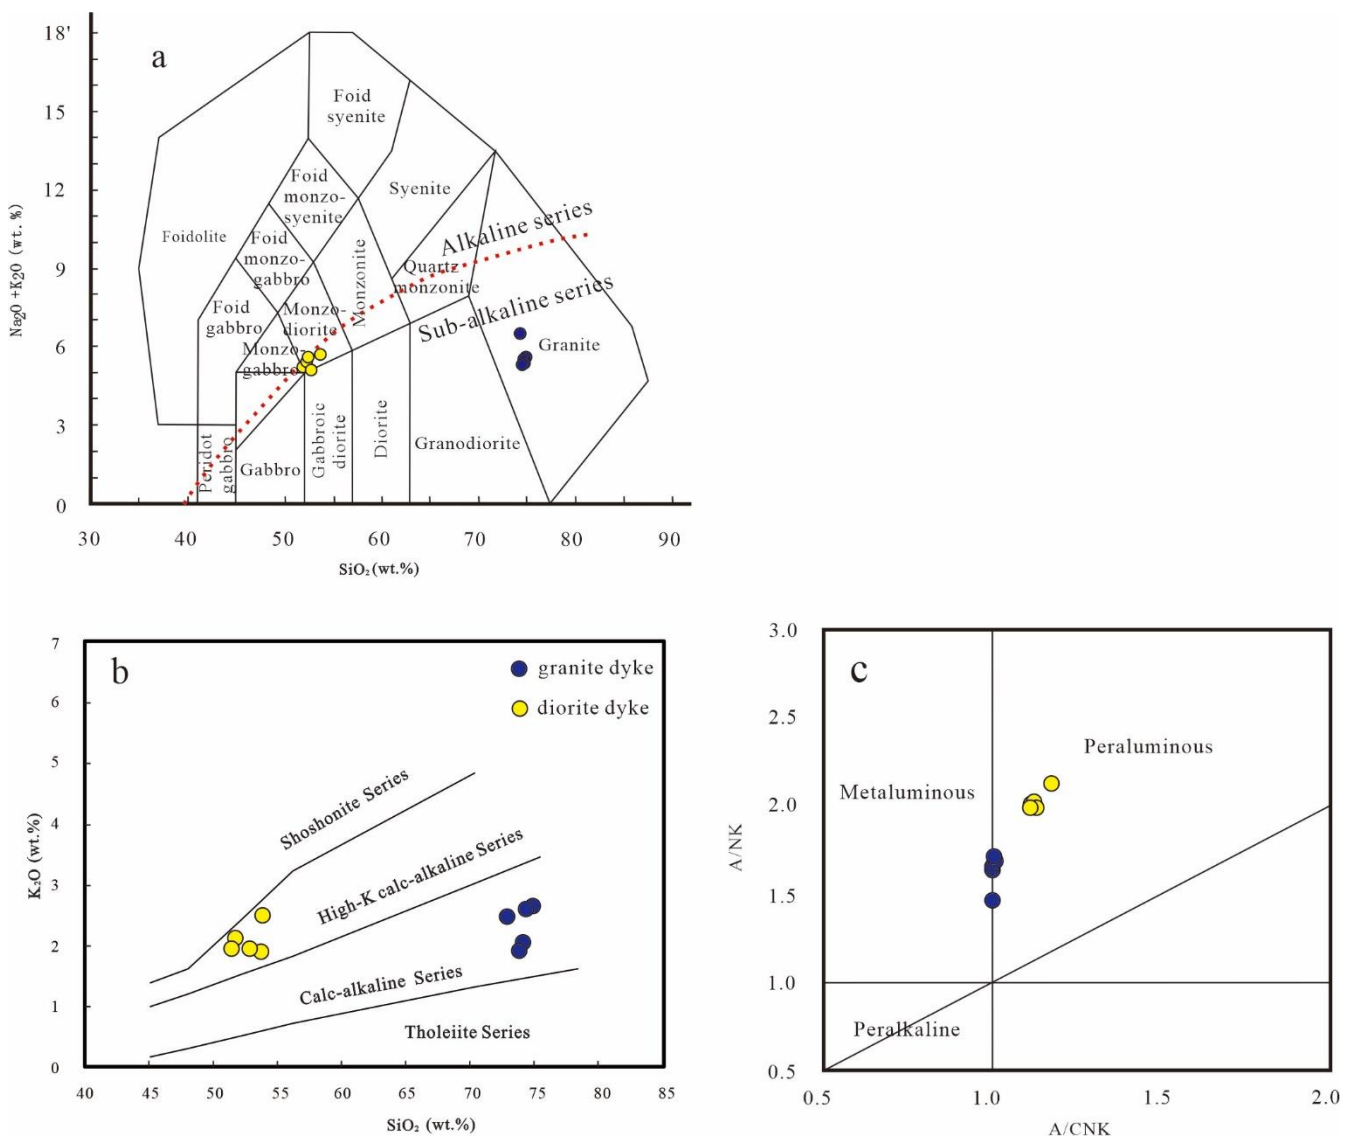 a
18'
15
12
9
6
3
0
Na2O +K2O (wt. %)
Foid
syenite
Foid
monzo-
syenite
Syenite
Foidolite
Foid
monzo-
gabbro
Monzonite
Alkaline series
Quartz
monzonite
Foid
gabbro
Monzo-
diorite
Sub-alkaline series
Monzo-
gabbro
Granite
Peridot
gabbro
Gabbro
Gabbroic
diorite
Diorite
Granodiorite
30
40
50
60
70
80
90
SiO₂ (wt.%)
b
7
6
5
4
3
2
1
0
K₂O (wt.%)
granite dyke
diorite dyke
Shoshonite Series
High-K calc-alkaline Series
Calc-alkaline Series
Tholeiite Series
40
45
50
55
60
65
70
75
80
85
SiO₂ (wt.%)
c
3.0
2.5
2.0
1.5
1.0
0.5
A/NK
Peraluminous
Metaluminous
Peralkaline
0.5
1.0
1.5
2.0
A/CNK